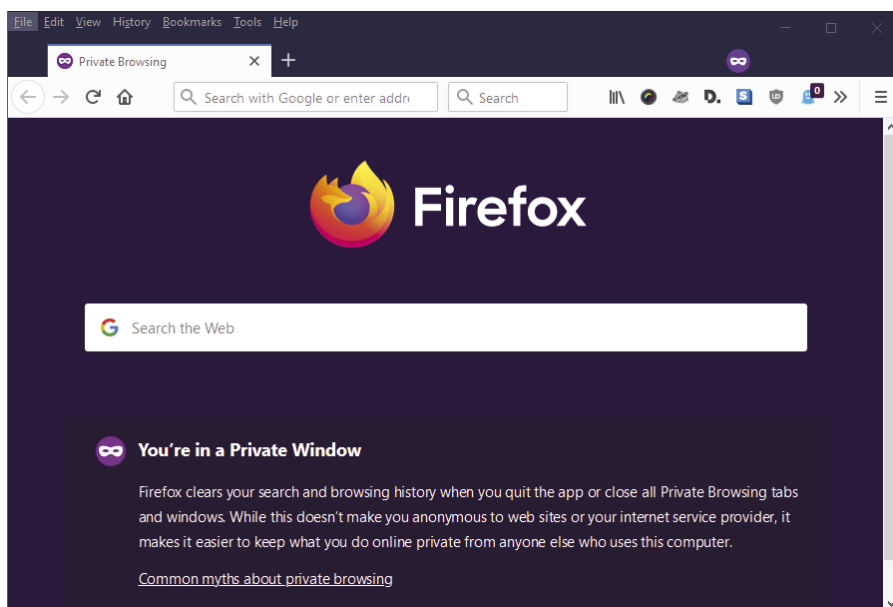 File Edit View History Bookmarks Tools Help
Private Browsing
Search with Google or enter addre
Search
D.
S
0
Firefox
Search the Web
You're in a Private Window
Firefox clears your search and browsing history when you quit the app or close all Private Browsing tabs
and windows. While this doesn't make you anonymous to web sites or your internet service provider, it
makes it easier to keep what you do online private from anyone else who uses this computer.
Common myths about private browsing